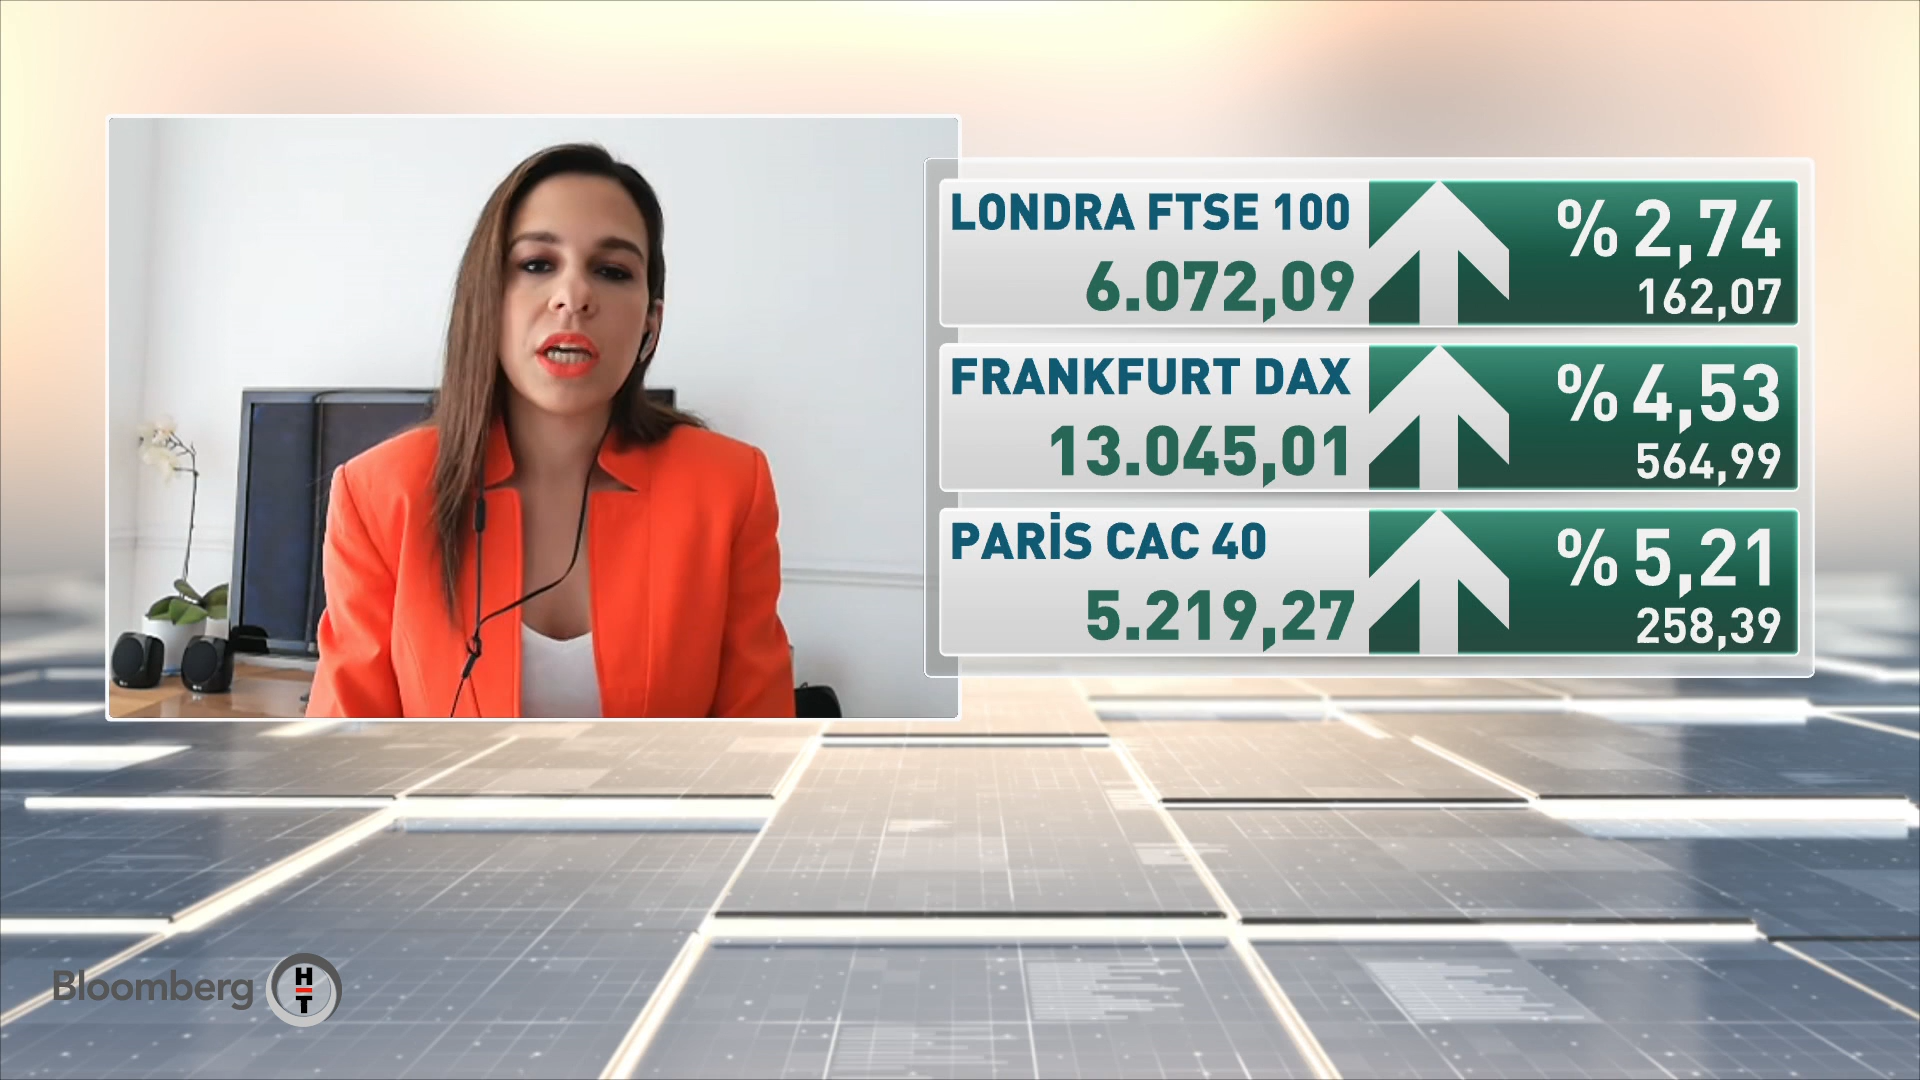 LONDRA FTSE 100
6.072,09
% 2,74
162,07
FRANKFURT DAX
13.045,01
% 4,53
564,99
PARİS CAC 40
5.219,27
% 5,21
258,39
Bloomberg HT